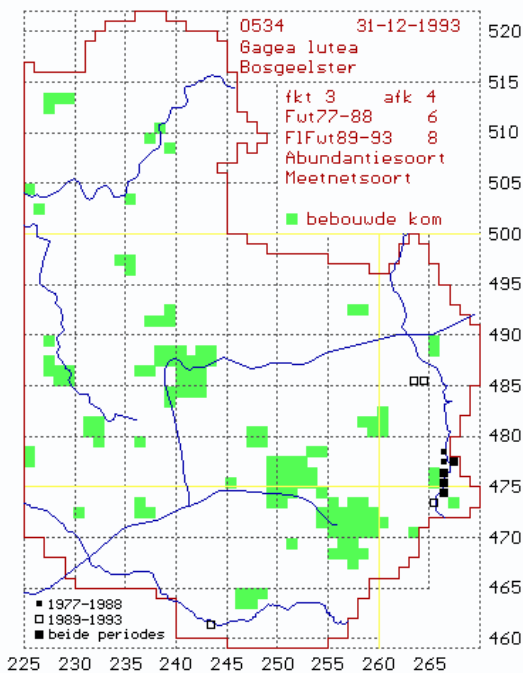 0534 31-12-1993
Gagea lutea
Bosgeelster
fkt 3 afk 4
Fwt77-88 6
FlFwt89-93 8
Abundantiesoort
Meetnetsoort
bebouwde kom
520
515
510
505
500
495
490
485
480
475
470
465
460
1977-1988
1989-1993
beide periodes
225 230 235 240 245 250 255 260 265